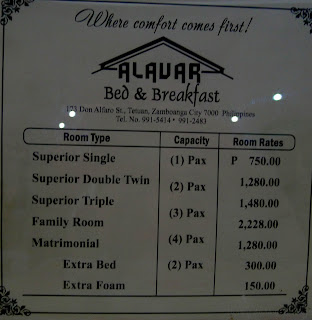 Where comfort comes first!
ALAVAR
Bed & Breakfast
123 Don Alfaro St., Tetuan, Zamboanga City 7000 Philippines
Tel. No. 991-5414 • 991-2483
Room Type Capacity Room Rates
Superior Single (1) Pax P 750.00
Superior Double Twin (2) Pax 1,280.00
Superior Triple (3) Pax 1,480.00
Family Room (4) Pax 2,228.00
Matrimonial (2) Pax 1,280.00
Extra Bed 300.00
Extra Foam 150.00